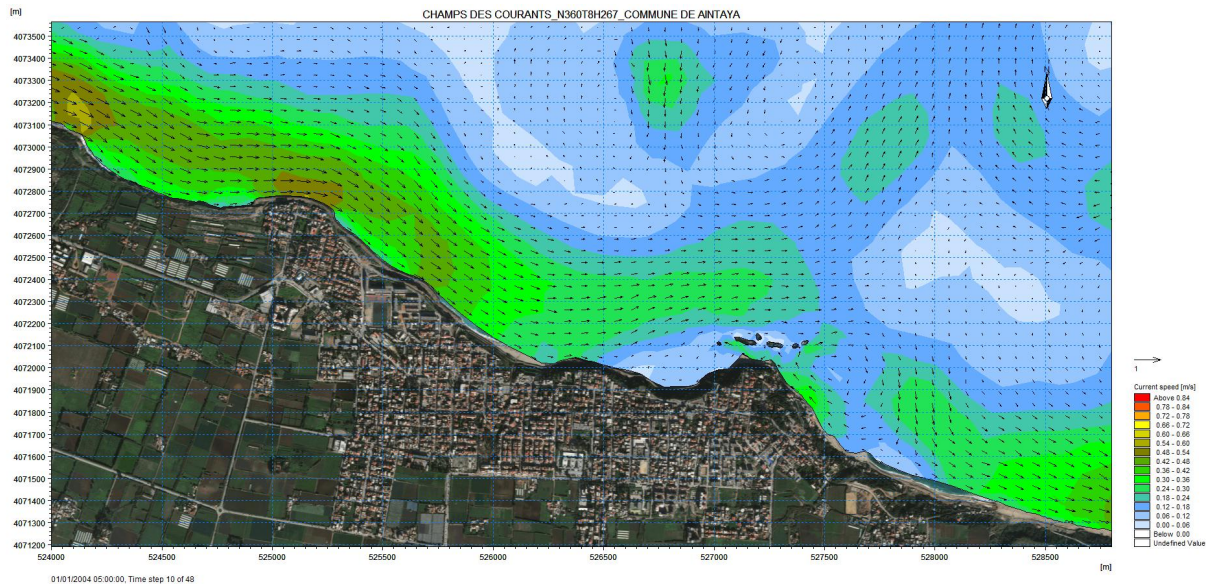 [m]
CHAMPS DES COURANTS_N360T8H267_COMMUNE DE AINTAYA
4073500
4073400
4073300
4073200
4073100
4073000
4072900
4072800
4072700
4072600
4072500
4072400
4072300
4072200
4072100
4072000
4071900
4071800
4071700
4071600
4071500
4071400
4071300
4071200
524000 524500 525000 525500 526000 526500 527000 527500 528000 528500
[m]
1
Current speed [m/s]
Above 0.84
0.78 - 0.84
0.72 - 0.78
0.66 - 0.72
0.60 - 0.66
0.54 - 0.60
0.48 - 0.54
0.42 - 0.48
0.36 - 0.42
0.30 - 0.36
0.24 - 0.30
0.18 - 0.24
0.12 - 0.18
0.06 - 0.12
0.00 - 0.06
Below 0.00
Undefined Value
01/01/2004 05:00:00, Time step 10 of 48